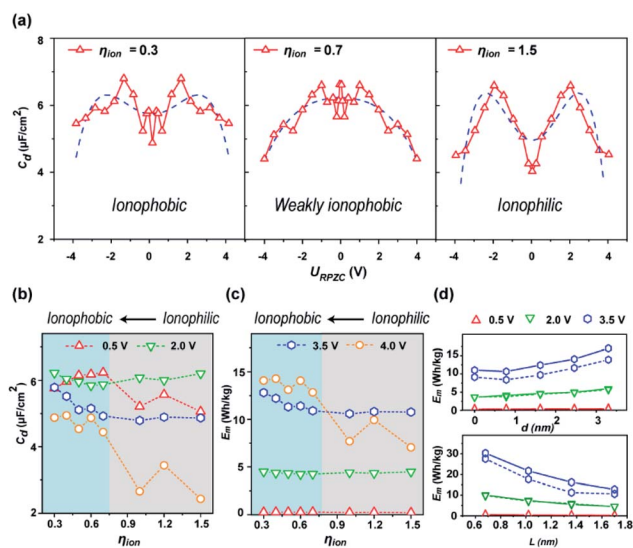 (a)
η_ion = 0.3
η_ion = 0.7
η_ion = 1.5
C_d (μF/cm²)
8
6
4
2
Ionophobic
Weakly ionophobic
Ionophilic
-4 -2 0 2 4 -4 -2 0 2 4 -4 -2 0 2 4
U_RPZC (V)
(b) Ionophobic ← Ionophilic
0.5 V 2.0 V
C_d (μF/cm²)
8
6
4
2
0.3 0.6 0.9 1.2 1.5
η_ion
(c) Ionophobic ← Ionophilic
3.5 V 4.0 V
E_m (Wh/kg)
20
15
10
5
0
0.3 0.6 0.9 1.2 1.5
η_ion
(d)
0.5 V 2.0 V 3.5 V
E_m (Wh/kg)
20
15
10
5
0
0 1 2 3
d (nm)
E_m (Wh/kg)
30
20
10
0
0.6 0.8 1.0 1.2 1.4 1.6 1.8
L (nm)